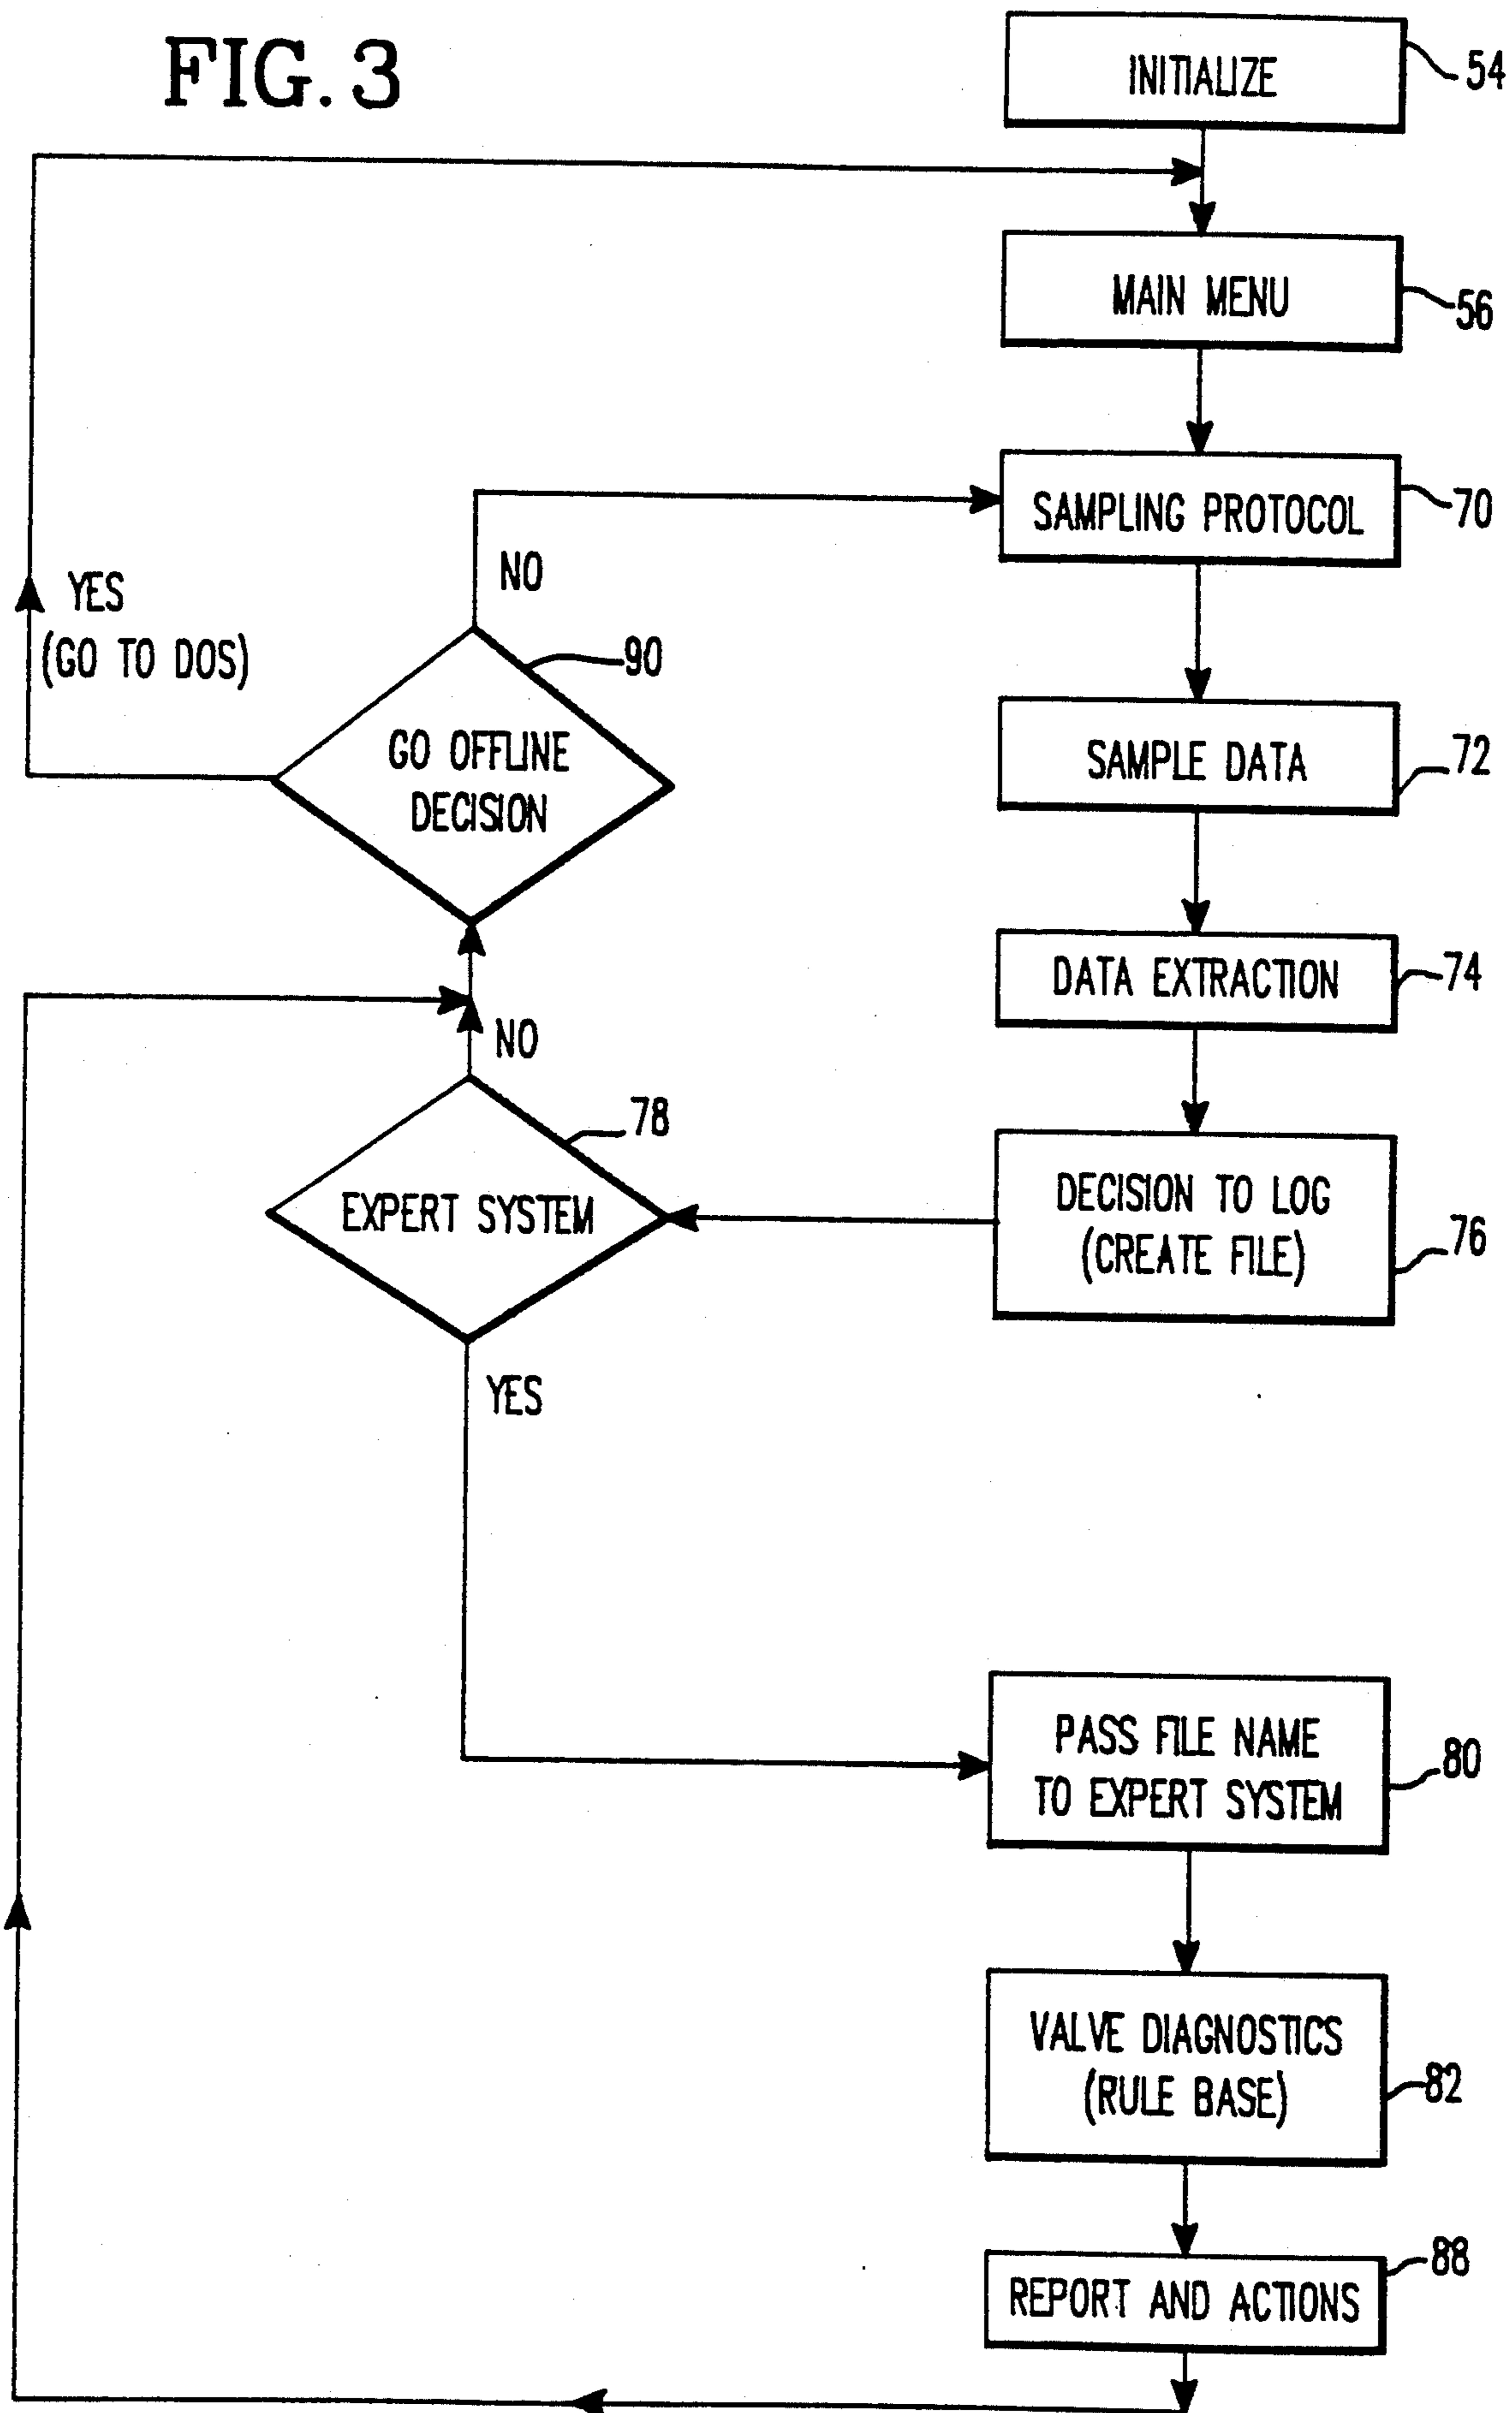 FIG. 3
INITIALIZE
54
MAIN MENU
56
SAMPLING PROTOCOL
70
NO
YES
(GO TO DOS)
90
GO OFFLINE
DECISION
SAMPLE DATA
72
DATA EXTRACTION
74
NO
78
EXPERT SYSTEM
DECISION TO LOG
(CREATE FILE)
76
YES
PASS FILE NAME
TO EXPERT SYSTEM
80
VALVE DIAGNOSTICS
(RULE BASE)
82
REPORT AND ACTIONS
88